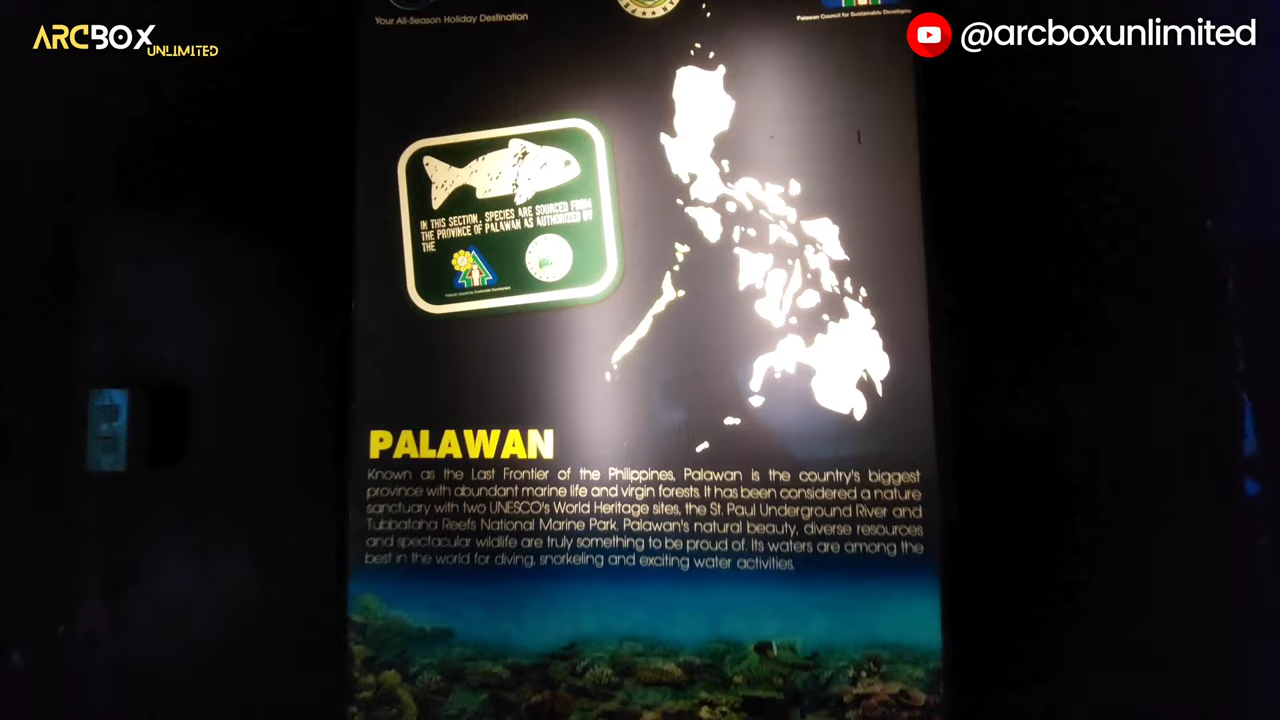 ARCBOX
UNLIMITED
@arcboxunlimited
Your All-Season Holiday Destination
Palawan Council for Sustainable Develop
IN THIS SECTION, SPECIES ARE SOURCED FROM
THE PROVINCE OF PALAWAN AS AUTHORIZED BY
THE
Palawan Council for Sustainable Development
PALAWAN
Known as the Last Frontier of the Philippines, Palawan is the country's biggest
province with abundant marine life and virgin forests. It has been considered a nature
sanctuary with two UNESCO's World Heritage sites, the St. Paul Underground River and
Tubbataha Reefs National Marine Park. Palawan's natural beauty, diverse resources
and spectacular wildlife are truly something to be proud of. Its waters are among the
best in the world for diving, snorkeling and exciting water activities.